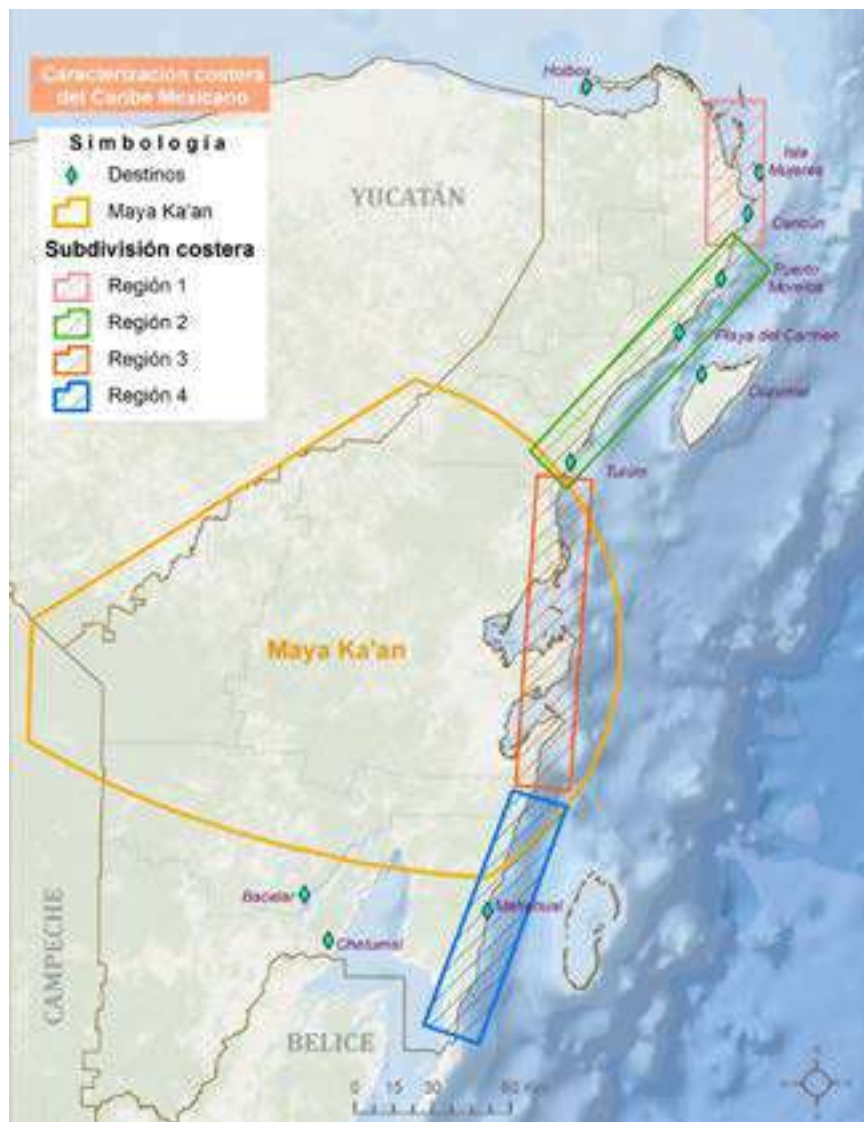 Caracterización costera
del Caribe Mexicano
Simbología
Destinos
Maya Ka'an
Subdivisión costera
Región 1
Región 2
Región 3
Región 4
Holbox
YUCATÁN
Isla
Mujeres
Cancún
Puerto
Morelos
Playa del Carmen
Cozumel
Tulum
Maya Ka'an
Bacalar
Mahahual
Chetumal
CAMPECHE
BELICE
0 15 30 60 Km